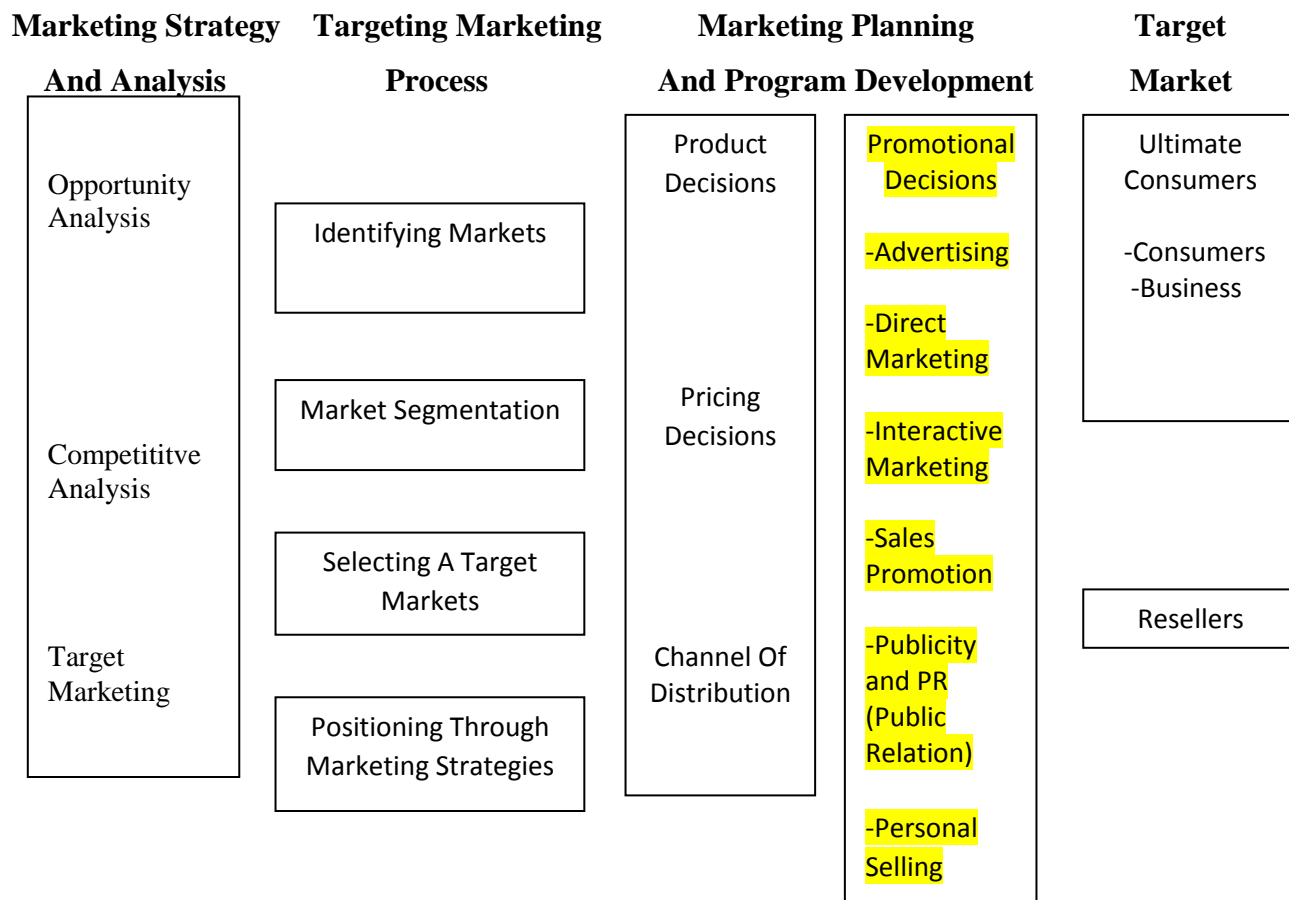 Marketing Strategy
And Analysis
Opportunity
Analysis
Competititve
Analysis
Target
Marketing
Targeting Marketing
Process
Identifying Markets
Market Segmentation
Selecting A Target
Markets
Positioning Through
Marketing Strategies
Marketing Planning
And Program Development
Product
Decisions
Pricing
Decisions
Channel Of
Distribution
Promotional
Decisions
-Advertising
-Direct
Marketing
-Interactive
Marketing
-Sales
Promotion
-Publicity
and PR
(Public
Relation)
-Personal
Selling
Target
Market
Ultimate
Consumers
-Consumers
-Business
Resellers